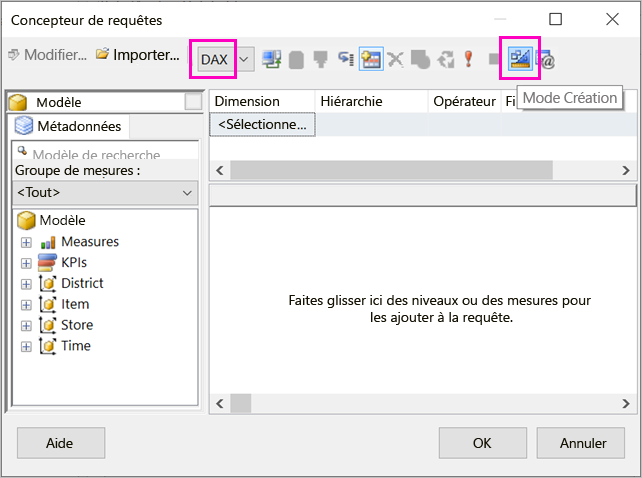 Concepteur de requêtes
Modifier... Importer... DAX
Mode Création
Modèle
Métadonnées
Modèle de recherche
Groupe de mesures :
<Tout>
Modèle
Measures
KPIs
District
Item
Store
Time
Dimension Hiérarchie Opérateur Fi
<Sélectionne...
Faites glisser ici des niveaux ou des mesures pour
les ajouter à la requête.
Aide OK Annuler